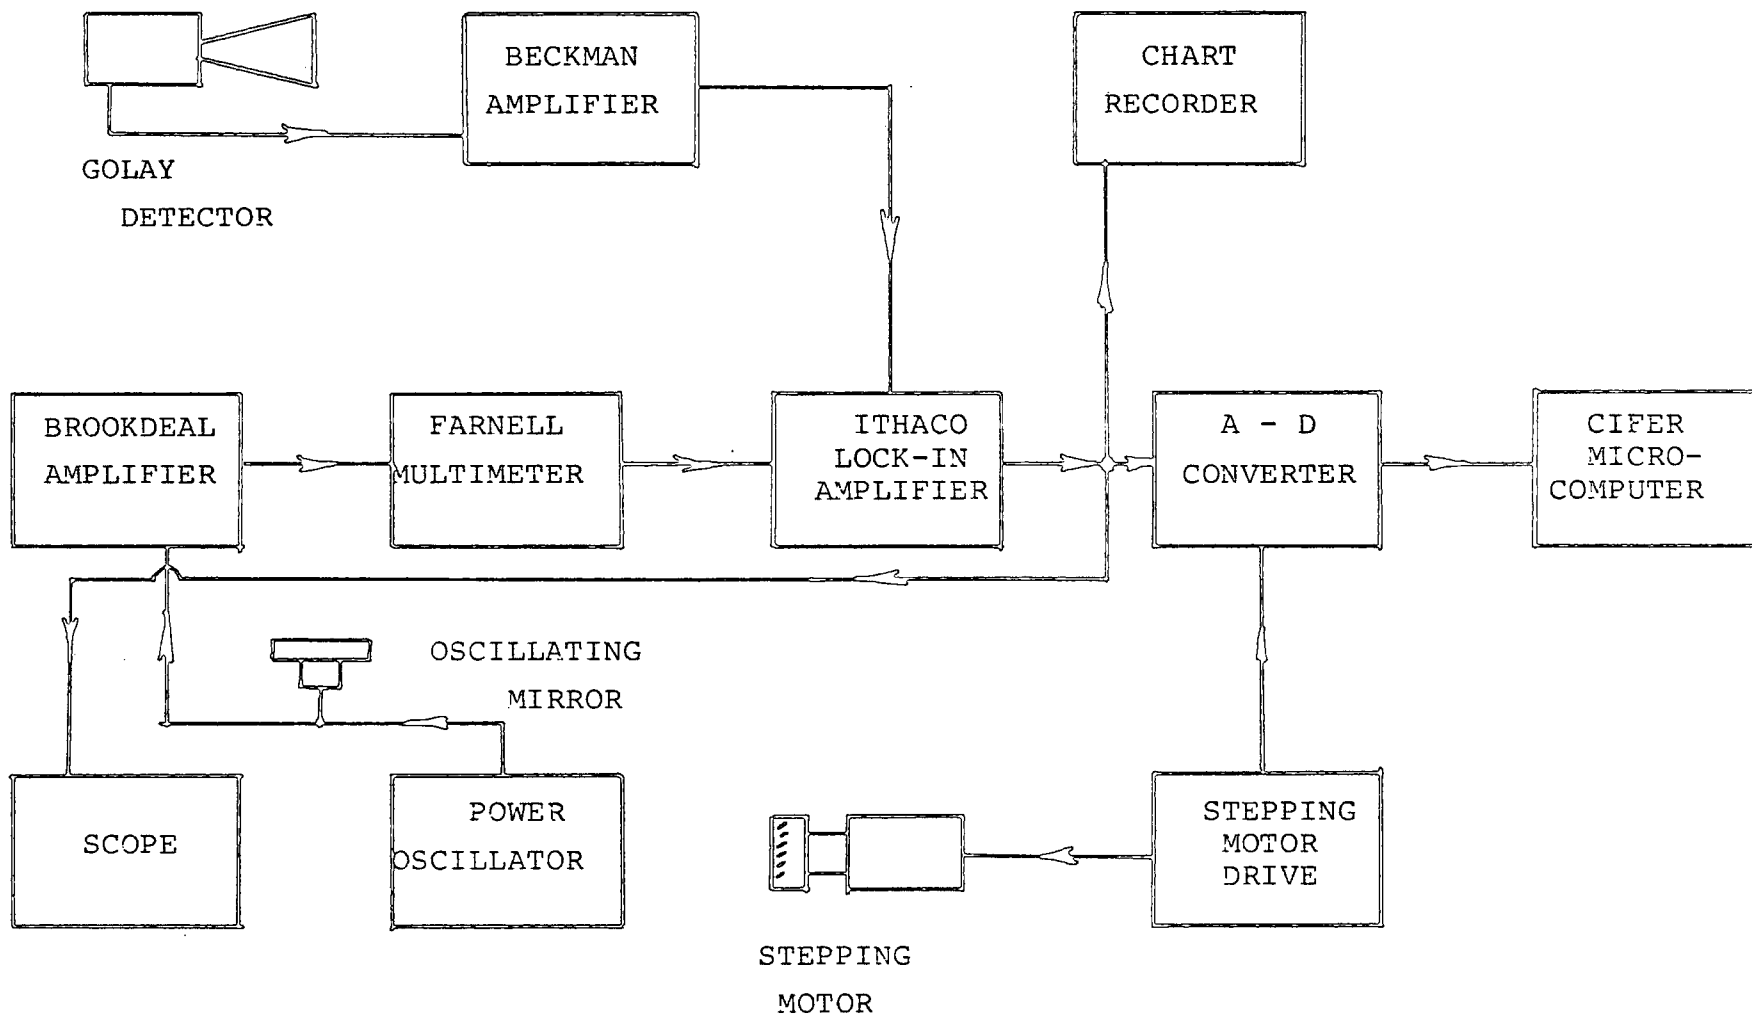 BECKMAN
AMPLIFIER
CHART
RECORDER
GOLAY
DETECTOR
BROOKDEAL
AMPLIFIER
FARNELL
MULTIMETER
ITHACO
LOCK-IN
AMPLIFIER
A - D
CONVERTER
CIFER
MICRO-
COMPUTER
OSCILLATING
MIRROR
SCOPE
POWER
OSCILLATOR
STEPPING
MOTOR
DRIVE
STEPPING
MOTOR